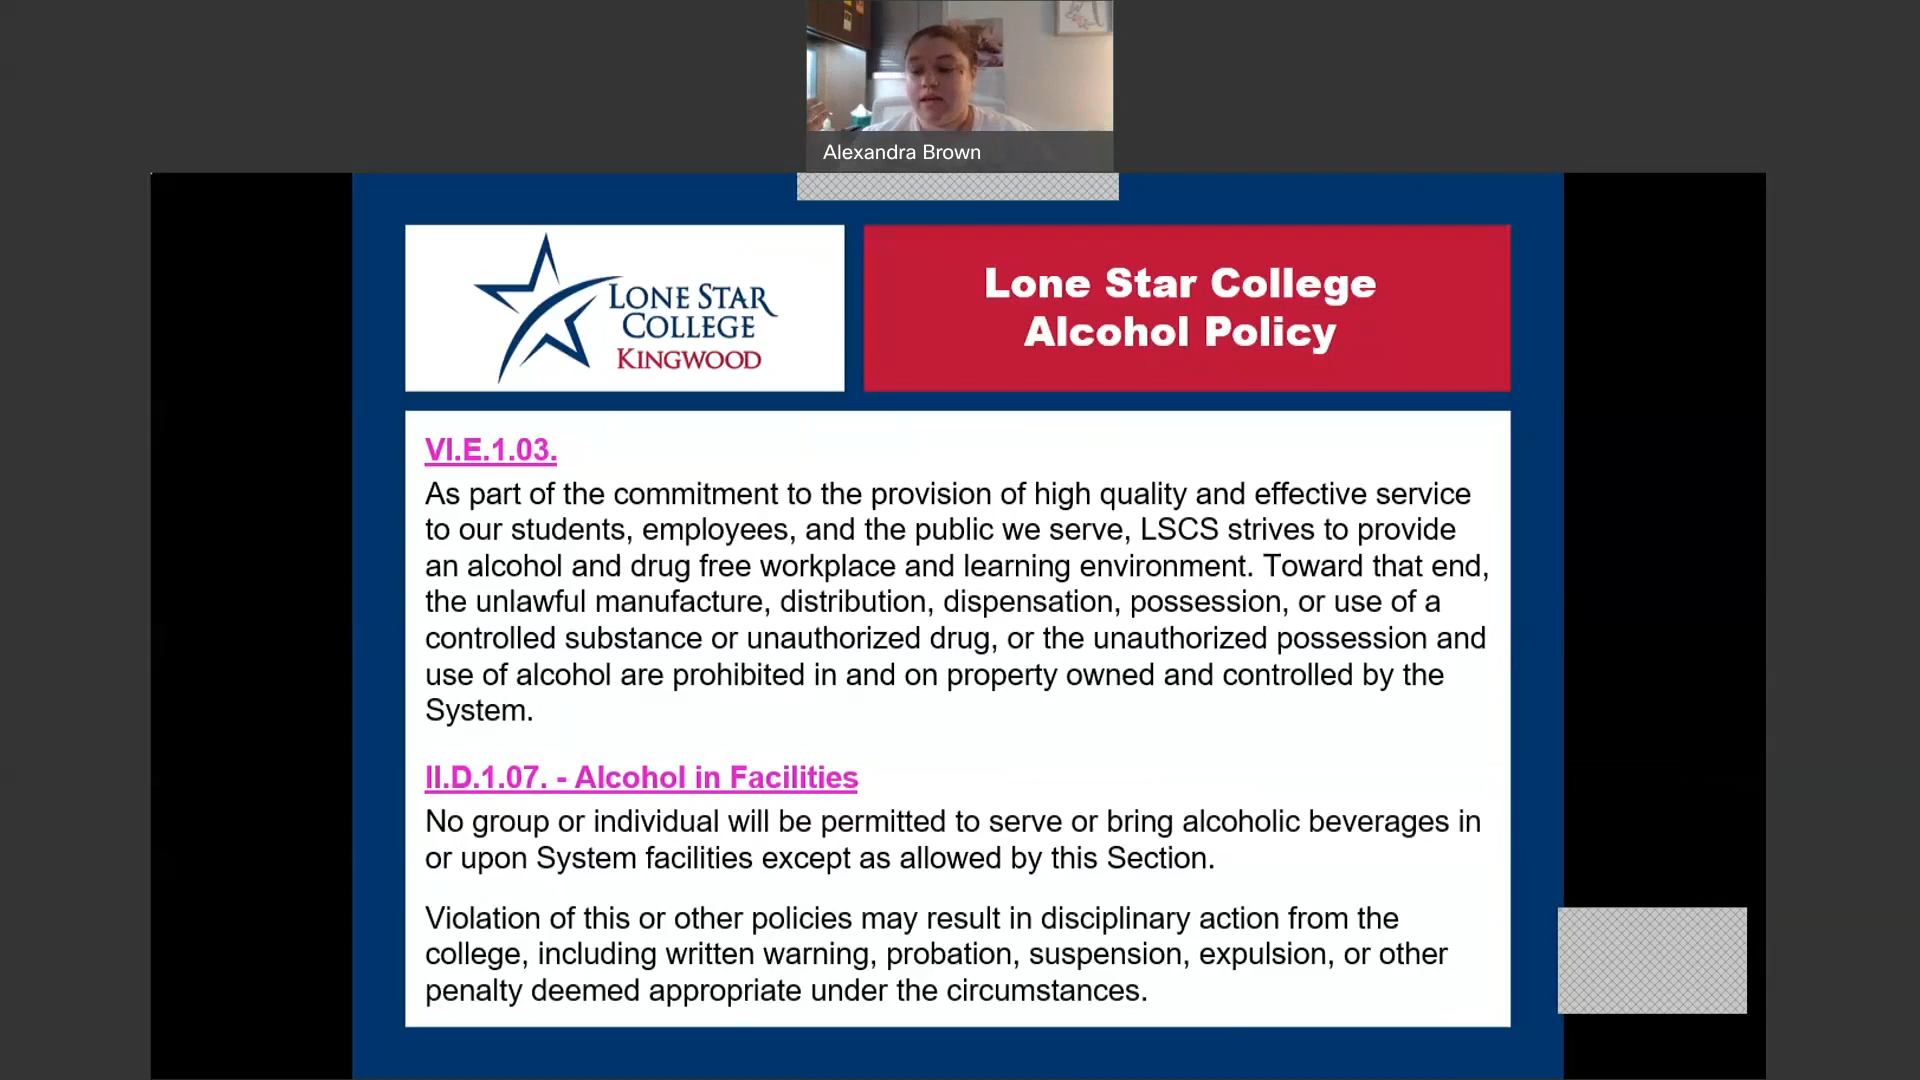 Alexandra Brown
LONE STAR
COLLEGE
KINGWOOD
Lone Star College
Alcohol Policy
VI.E.1.03.
As part of the commitment to the provision of high quality and effective service
to our students, employees, and the public we serve, LSCS strives to provide
an alcohol and drug free workplace and learning environment. Toward that end,
the unlawful manufacture, distribution, dispensation, possession, or use of a
controlled substance or unauthorized drug, or the unauthorized possession and
use of alcohol are prohibited in and on property owned and controlled by the
System.
II.D.1.07. - Alcohol in Facilities
No group or individual will be permitted to serve or bring alcoholic beverages in
or upon System facilities except as allowed by this Section.
Violation of this or other policies may result in disciplinary action from the
college, including written warning, probation, suspension, expulsion, or other
penalty deemed appropriate under the circumstances.